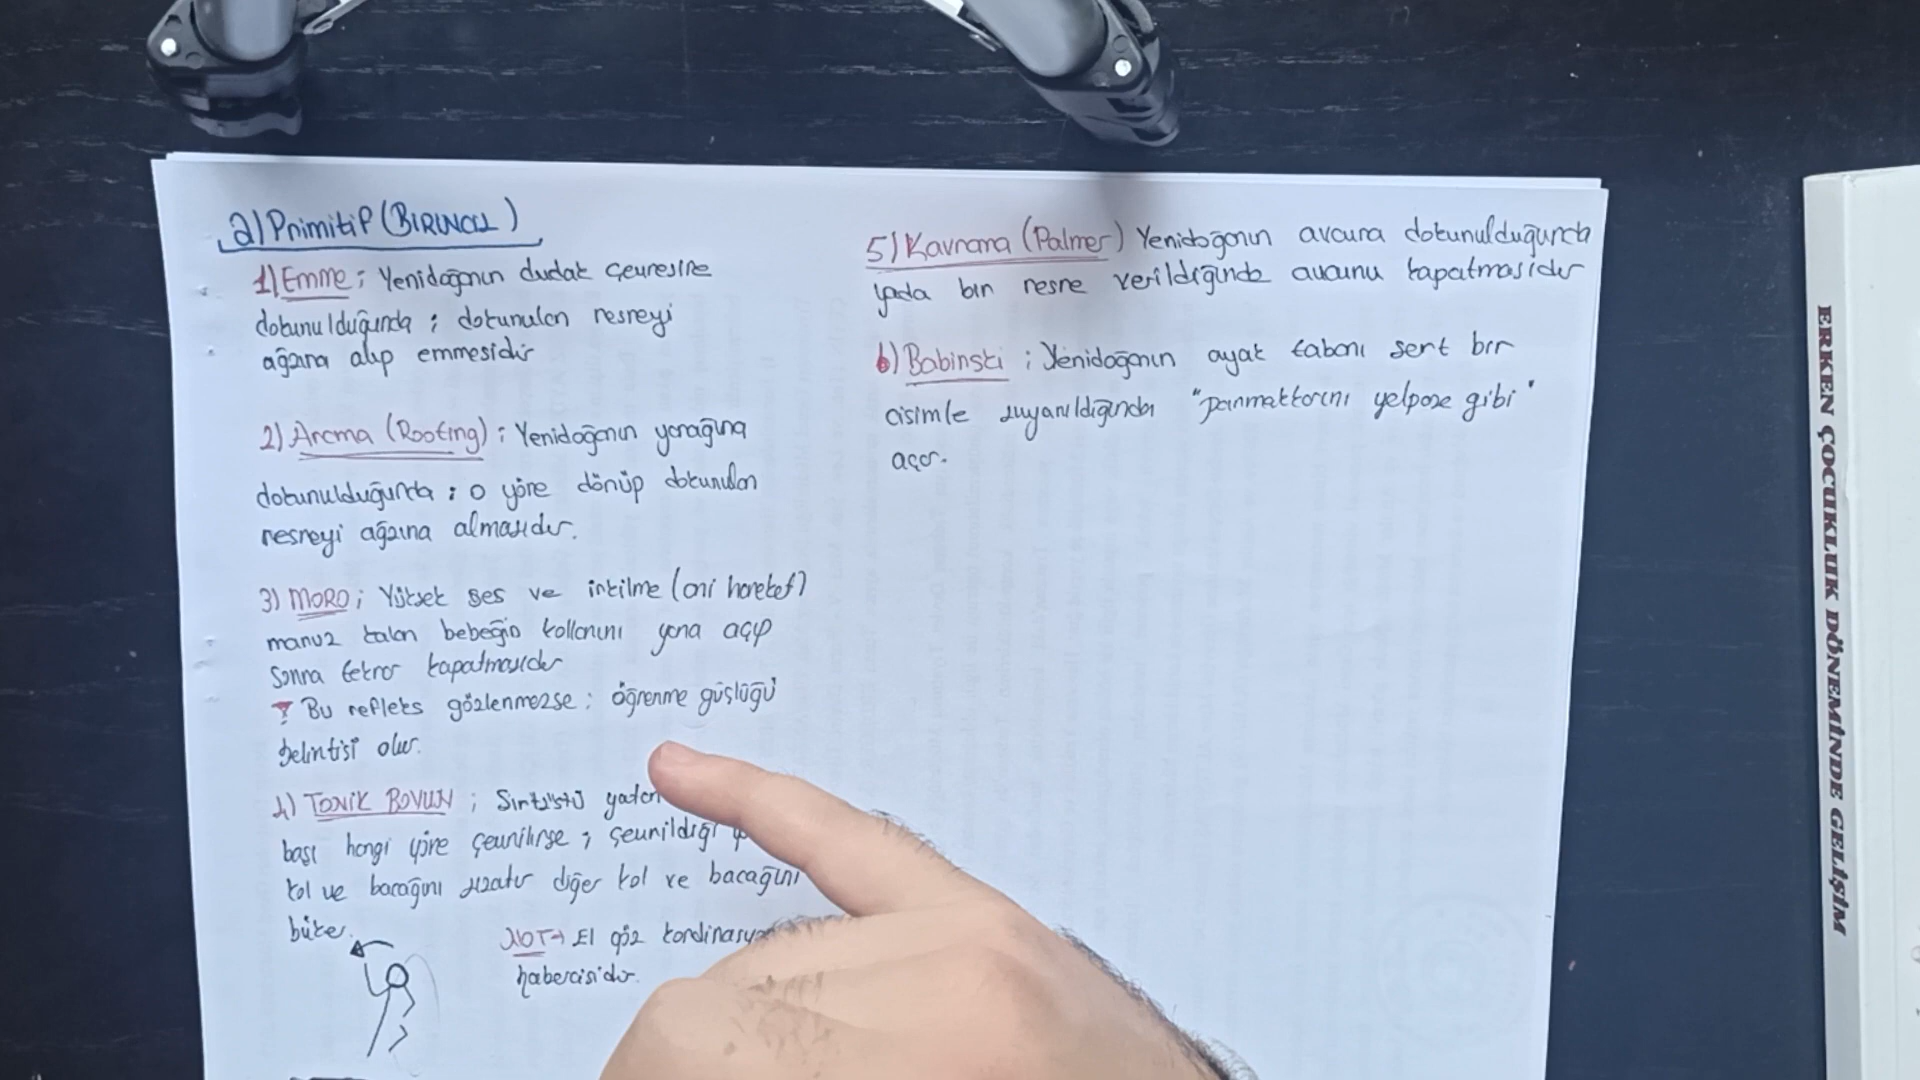 a) Primitif (BİRİNCİL)
1) Emme ; Yenidoğanın dudak çevresine
dokunulduğunda ; dokunulan nesneyi
ağzına alıp emmesidir
2) Arama (Rooting) ; Yenidoğanın yanağına
dokunulduğunda ; o yöne dönüp dokunulan
nesneyi ağzına almasıdır.
3) MORO ; Yüksek ses ve irkilme (ani hareket)
maruz kalan bebeğin kollarını yana açıp
sonra tekrar kapatmasıdır
! Bu refleks gözlenmezse ; öğrenme güçlüğü
belirtisi olur.
4) TONİK BOYUN ; Sırtüstü
başı hangi yöne çevrilirse ; çevrildiği
kol ve bacağını uzatır diğer kol ve bacağını
büker.
NOT → El göz
habercisidir.
5) Kavrama (Palmer) Yenidoğanın avcuna dokunulduğunda
yada bir nesne verildiğinde avucunu kapatmasıdır
6) Babinski ; Yenidoğanın ayak tabanı sert bir
cisimle uyarıldığında "parmaklarını yelpaze gibi"
açar.
ERKEN ÇOCUKLUK DÖNEMİNDE GELİŞİM